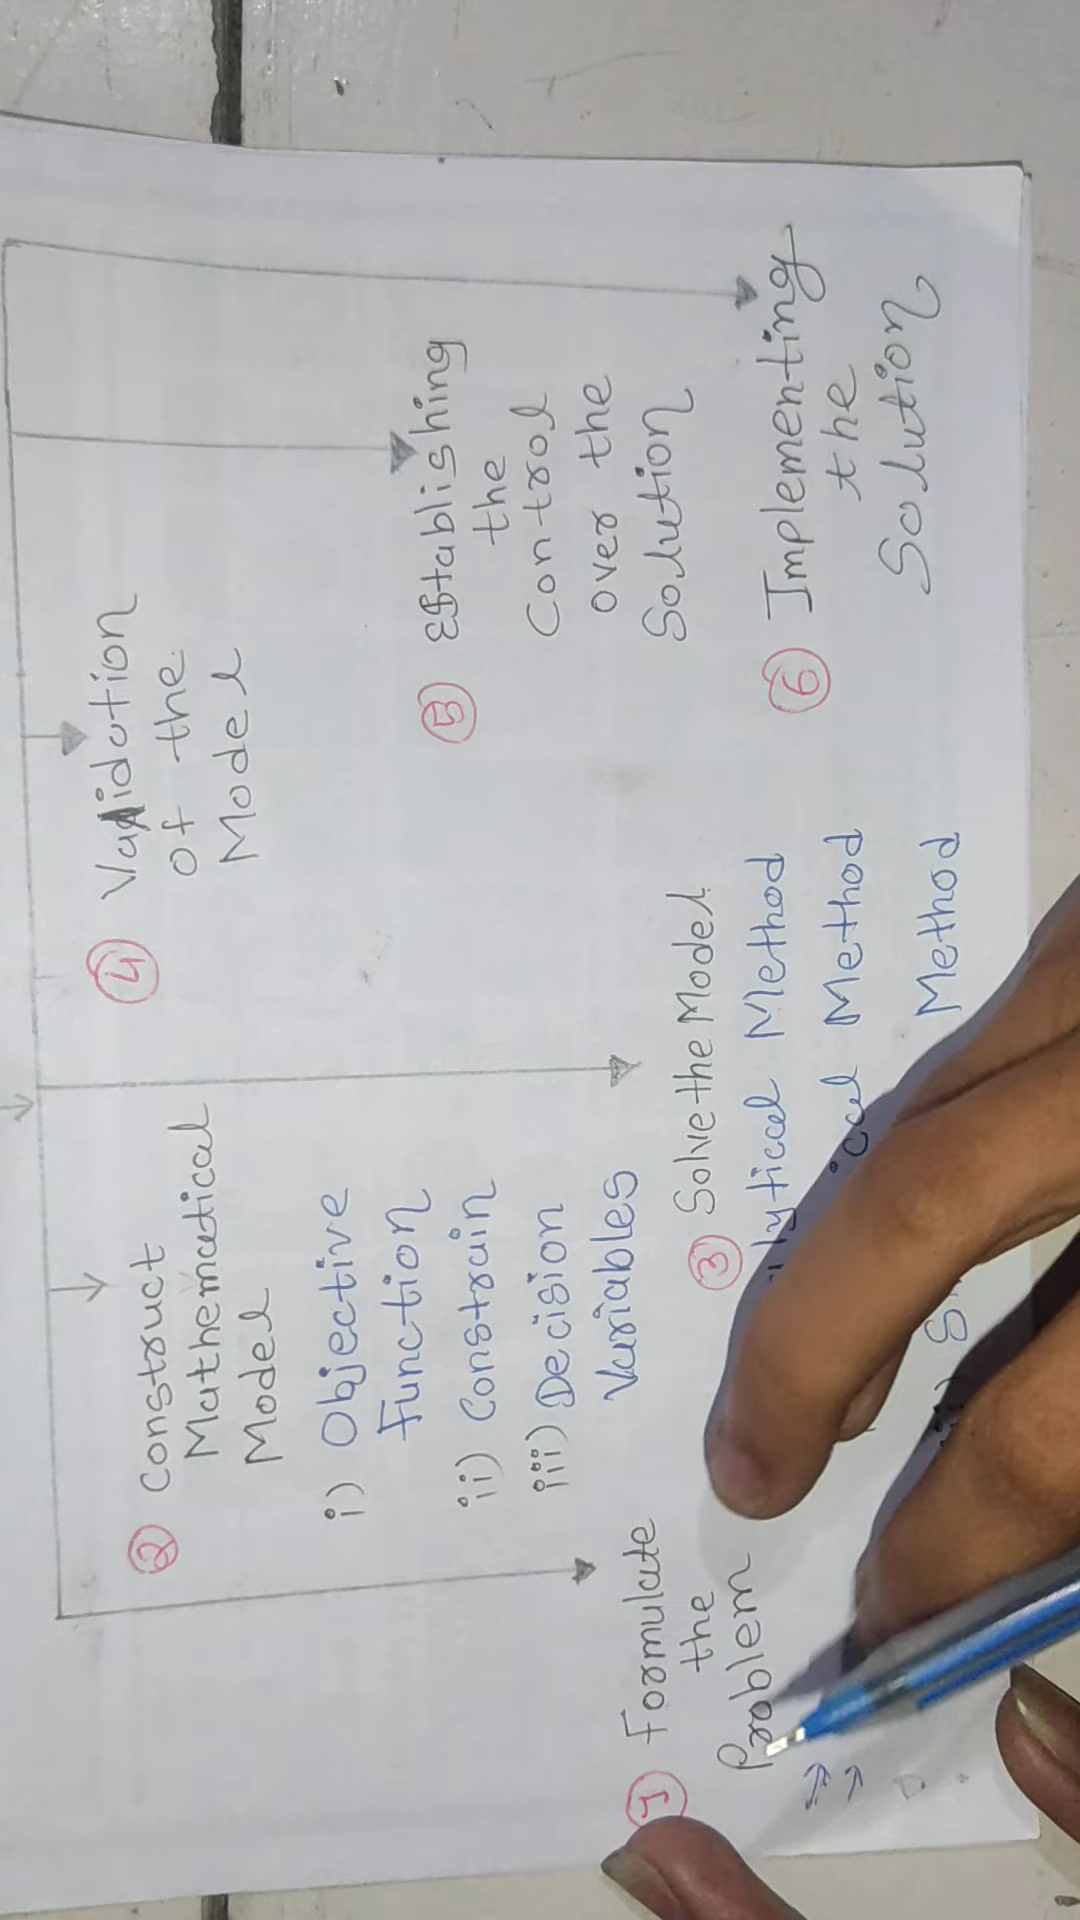 ① Formulate
the
Problem
② Construct
Mathematical
Model
i) Objective
Function
ii) Constrain
iii) Decision
Variables
③ Solve the Model
Method
Method
Method
④ Validation
of the
Model
⑤ Establishing
the
Control
over the
Solution
⑥ Implementing
the
Solution